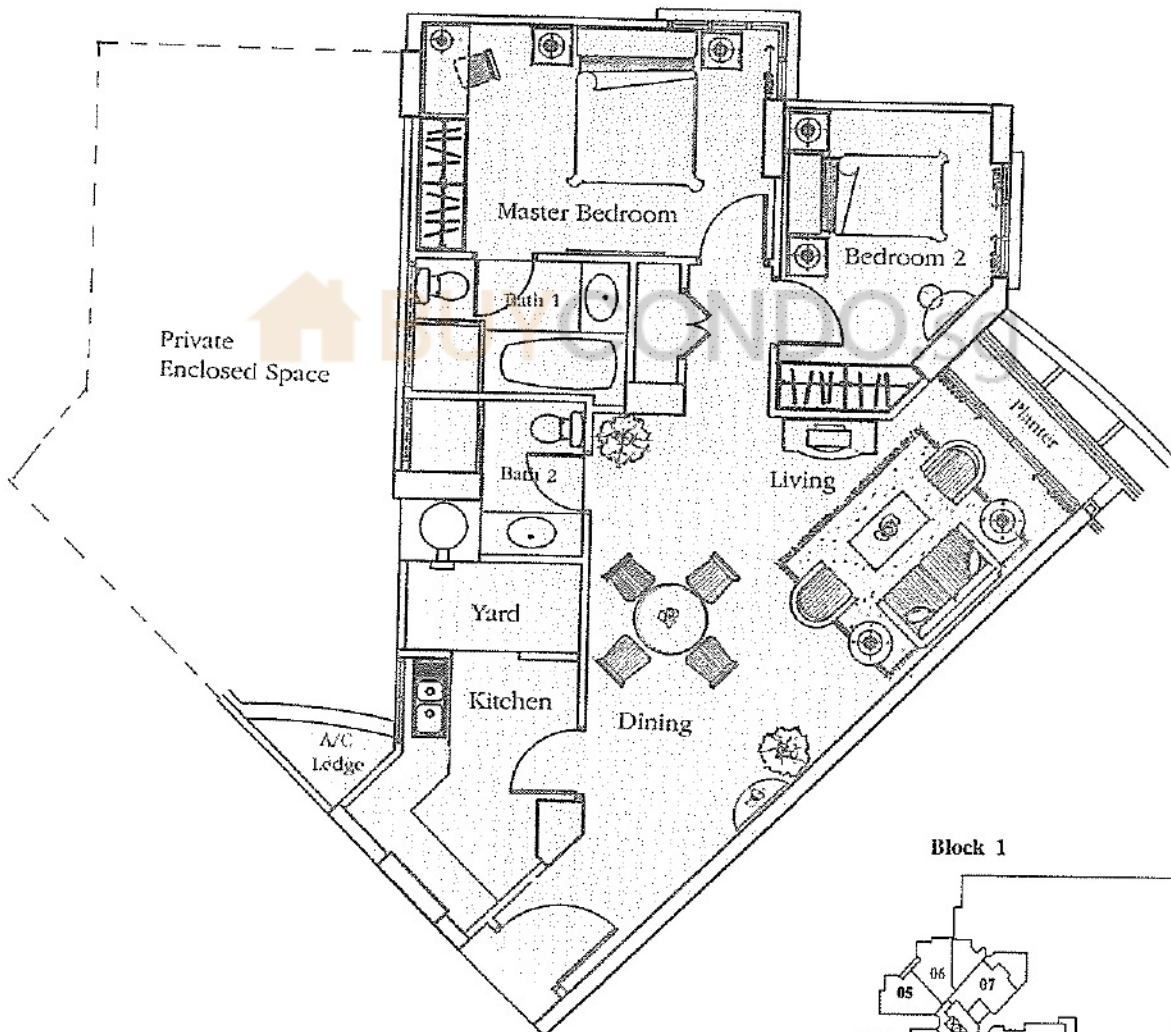 Master Bedroom
Bedroom 2
Bath 1
BUYCONDO.sg
Private
Enclosed Space
Planter
Living
Bath 2
Yard
Kitchen
Dining
A/C
Ledge
Block 1
06
07
05